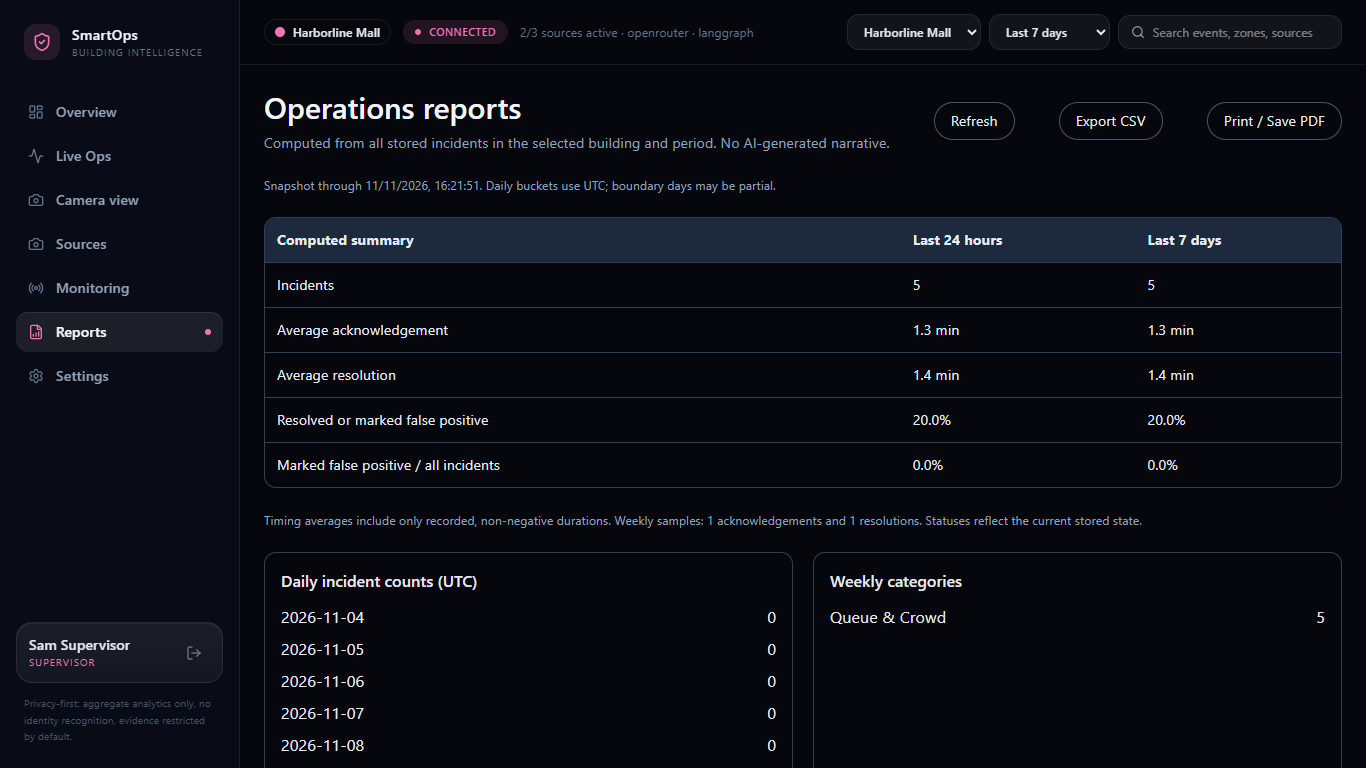 SmartOps
BUILDING INTELLIGENCE
Overview
Live Ops
Camera view
Sources
Monitoring
Reports
Settings
Sam Supervisor
SUPERVISOR
Privacy-first: aggregate analytics only, no
identity recognition, evidence restricted
by default.
Harborline Mall
CONNECTED
2/3 sources active · openrouter · langgraph
Harborline Mall
Last 7 days
Search events, zones, sources
Operations reports
Computed from all stored incidents in the selected building and period. No AI-generated narrative.
Refresh
Export CSV
Print / Save PDF
Snapshot through 11/11/2026, 16:21:51. Daily buckets use UTC; boundary days may be partial.
Computed summary Last 24 hours Last 7 days
Incidents 5 5
Average acknowledgement 1.3 min 1.3 min
Average resolution 1.4 min 1.4 min
Resolved or marked false positive 20.0% 20.0%
Marked false positive / all incidents 0.0% 0.0%
Timing averages include only recorded, non-negative durations. Weekly samples: 1 acknowledgements and 1 resolutions. Statuses reflect the current stored state.
Daily incident counts (UTC)
2026-11-04 0
2026-11-05 0
2026-11-06 0
2026-11-07 0
2026-11-08 0
Weekly categories
Queue & Crowd 5